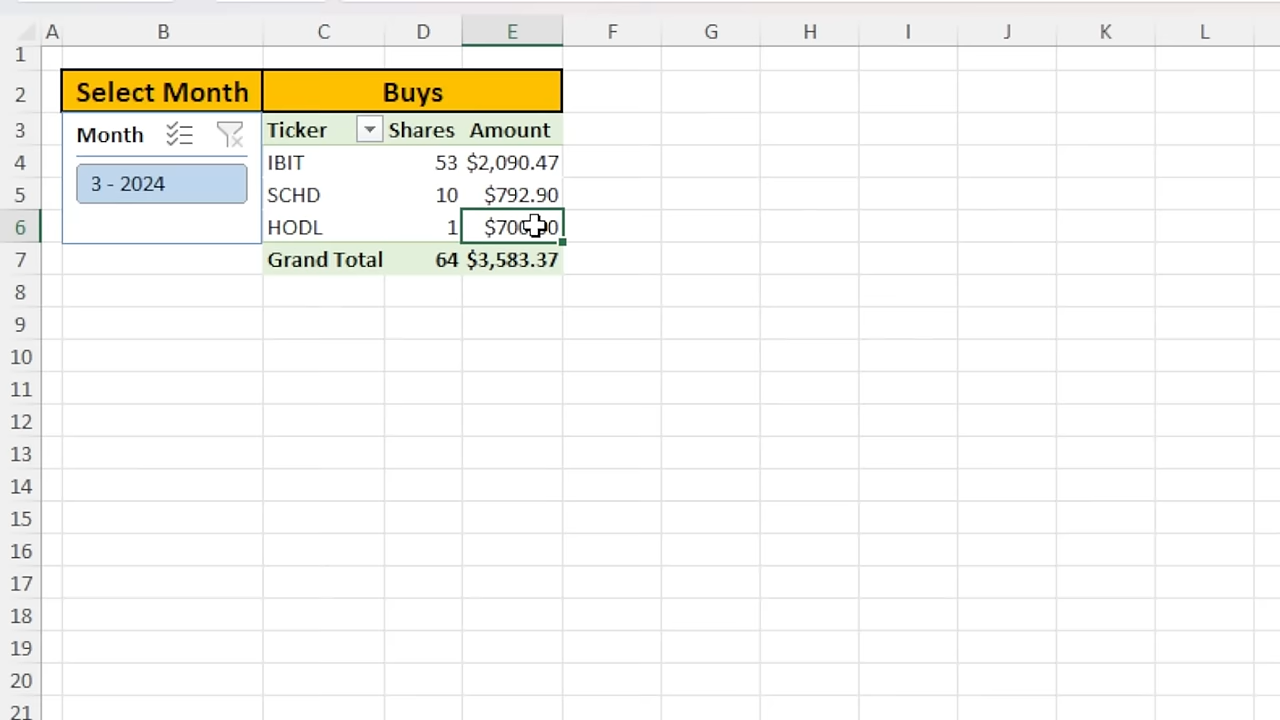 A B C D E F G H I J K L
1
2 Select Month Buys
3 Month Ticker Shares Amount
4 IBIT 53 $2,090.47
3 - 2024
5 SCHD 10 $792.90
6 HODL 1
7 Grand Total 64 $3,583.37
8
9
10
11
12
13
14
15
16
17
18
19
20
21